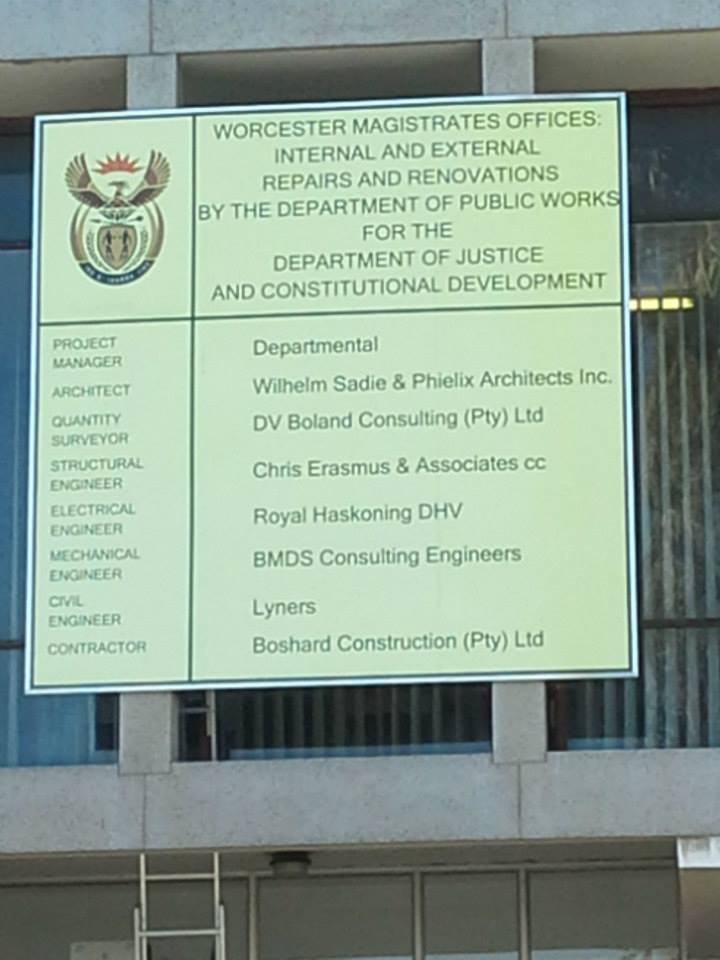 WORCESTER MAGISTRATES OFFICES:
INTERNAL AND EXTERNAL
REPAIRS AND RENOVATIONS
BY THE DEPARTMENT OF PUBLIC WORKS
FOR THE
DEPARTMENT OF JUSTICE
AND CONSTITUTIONAL DEVELOPMENT
PROJECT
MANAGER
Departmental
ARCHITECT
Wilhelm Sadie & Phielix Architects Inc.
QUANTITY
SURVEYOR
DV Boland Consulting (Pty) Ltd
STRUCTURAL
ENGINEER
Chris Erasmus & Associates cc
ELECTRICAL
ENGINEER
Royal Haskoning DHV
MECHANICAL
ENGINEER
BMDS Consulting Engineers
CIVIL
ENGINEER
Lyners
CONTRACTOR
Boshard Construction (Pty) Ltd